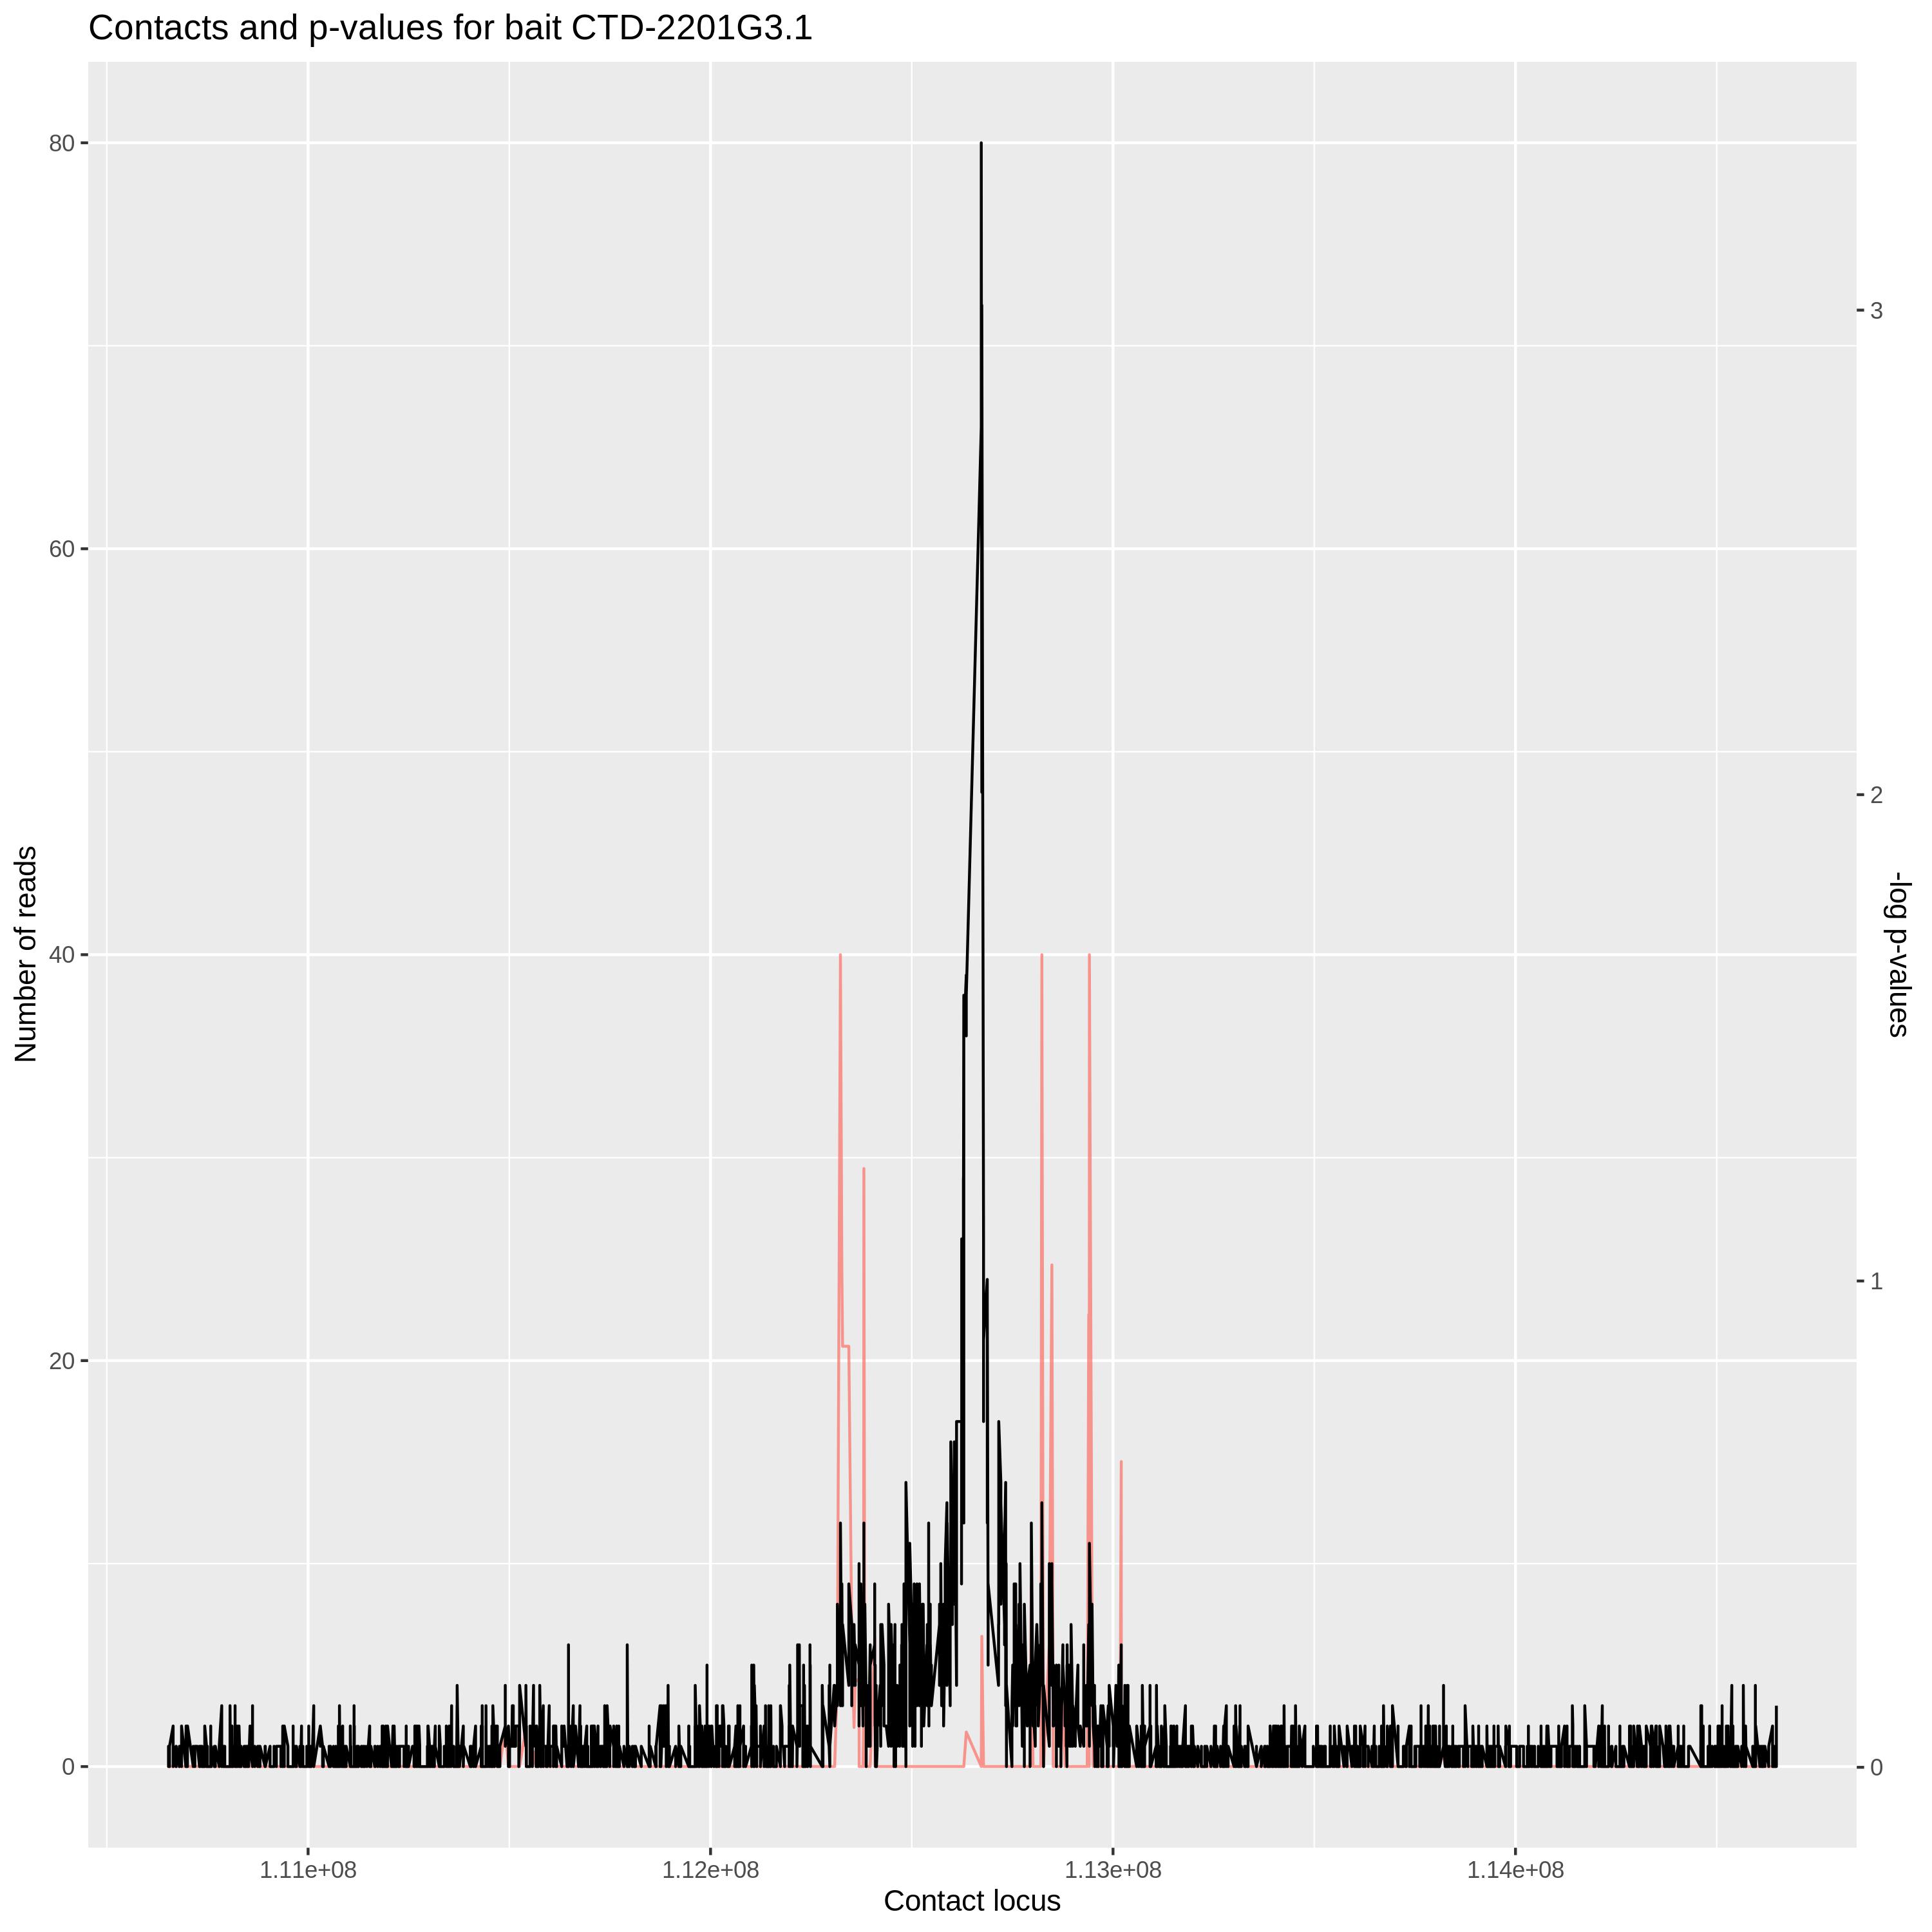 Contacts and p-values for bait CTD-2201G3.1
80
60
40
20
0
Number of reads
3
2
1
0
-log p-values
1.11e+08
1.12e+08
1.13e+08
1.14e+08
Contact locus